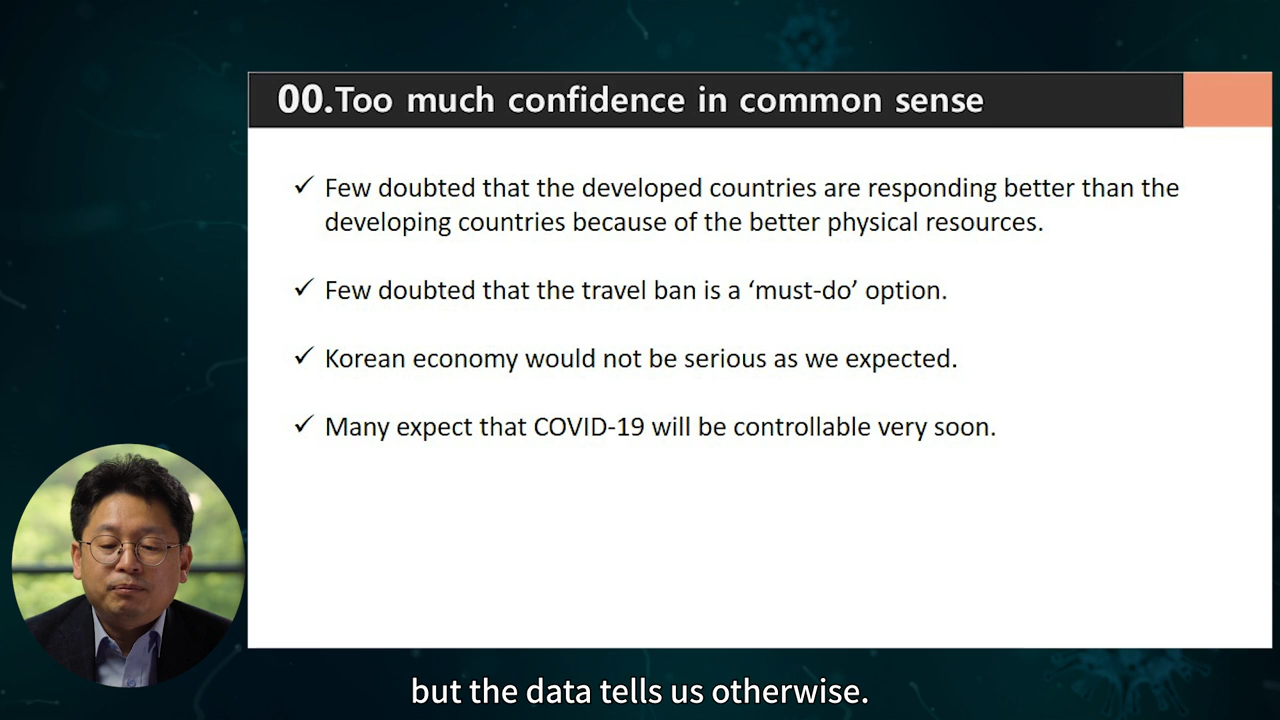 00.Too much confidence in common sense
✓ Few doubted that the developed countries are responding better than the
developing countries because of the better physical resources.
✓ Few doubted that the travel ban is a ‘must-do’ option.
✓ Korean economy would not be serious as we expected.
✓ Many expect that COVID-19 will be controllable very soon.
but the data tells us otherwise.